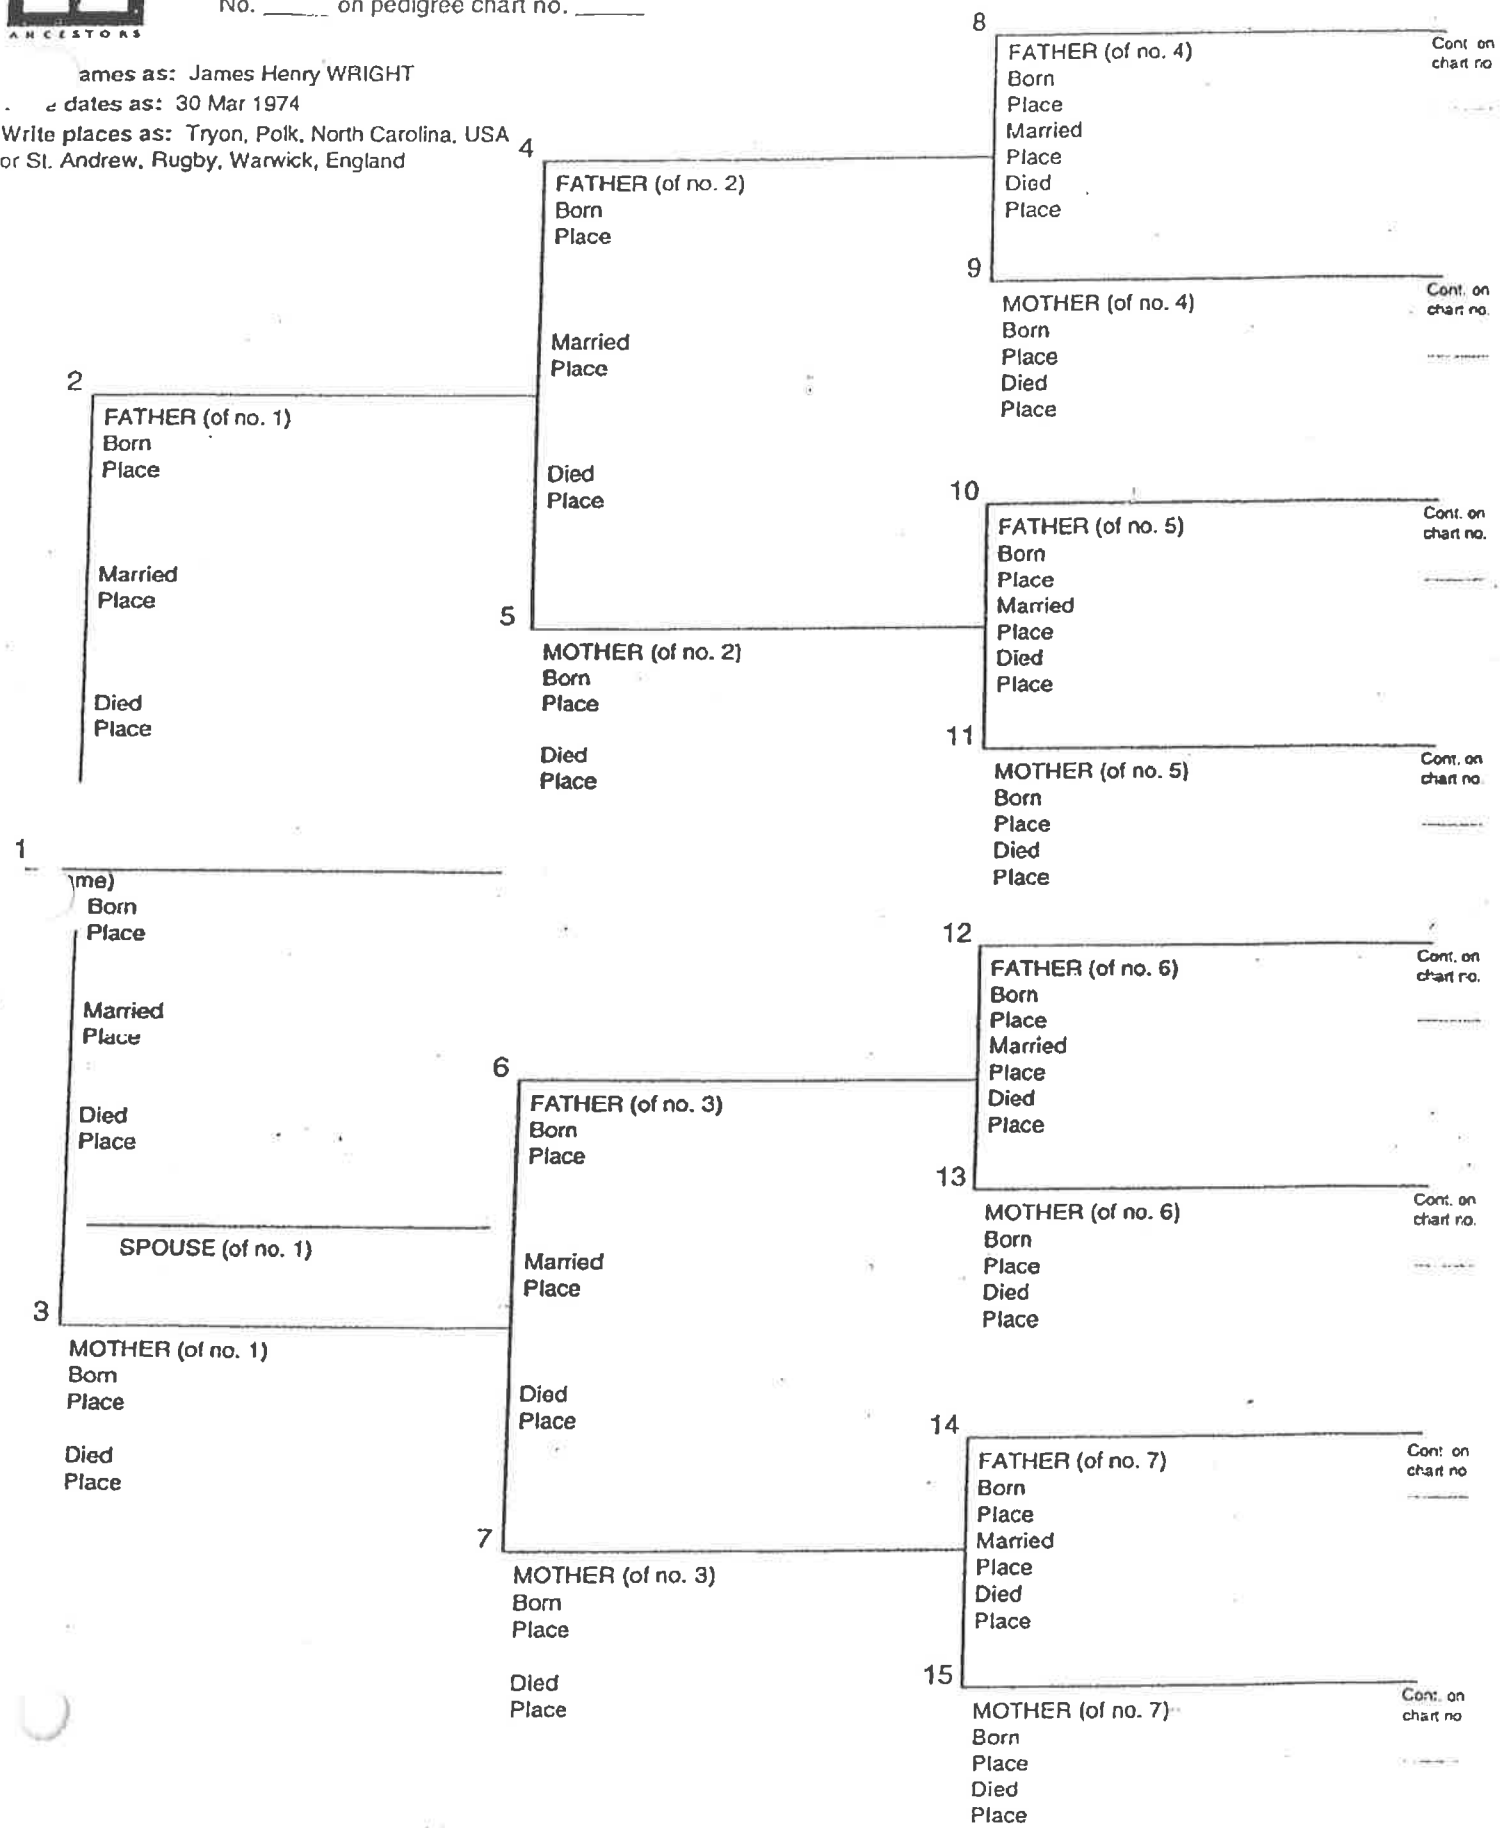 ANCESTORS
No. _____ on pedigree chart no. _____
ames as: James Henry WRIGHT
dates as: 30 Mar 1974
Write places as: Tryon, Polk, North Carolina, USA
or St. Andrew, Rugby, Warwick, England
2
FATHER (of no. 1)
Born
Place
Married
Place
Died
Place
1
me)
Born
Place
Married
Place
Died
Place
SPOUSE (of no. 1)
3
MOTHER (of no. 1)
Born
Place
Died
Place
4
FATHER (of no. 2)
Born
Place
Married
Place
Died
Place
5
MOTHER (of no. 2)
Born
Place
Died
Place
6
FATHER (of no. 3)
Born
Place
Married
Place
Died
Place
7
MOTHER (of no. 3)
Born
Place
Died
Place
8
FATHER (of no. 4)
Born
Place
Married
Place
Died
Place
Cont on
chart no
9
MOTHER (of no. 4)
Born
Place
Died
Place
Cont. on
chart no.
10
FATHER (of no. 5)
Born
Place
Married
Place
Died
Place
Cont. on
chart no.
11
MOTHER (of no. 5)
Born
Place
Died
Place
Cont. on
chart no
12
FATHER (of no. 6)
Born
Place
Married
Place
Died
Place
Cont. on
chart no.
13
MOTHER (of no. 6)
Born
Place
Died
Place
Cont. on
chart no.
14
FATHER (of no. 7)
Born
Place
Married
Place
Died
Place
Cont on
chart no
15
MOTHER (of no. 7)
Born
Place
Died
Place
Cont. on
chart no